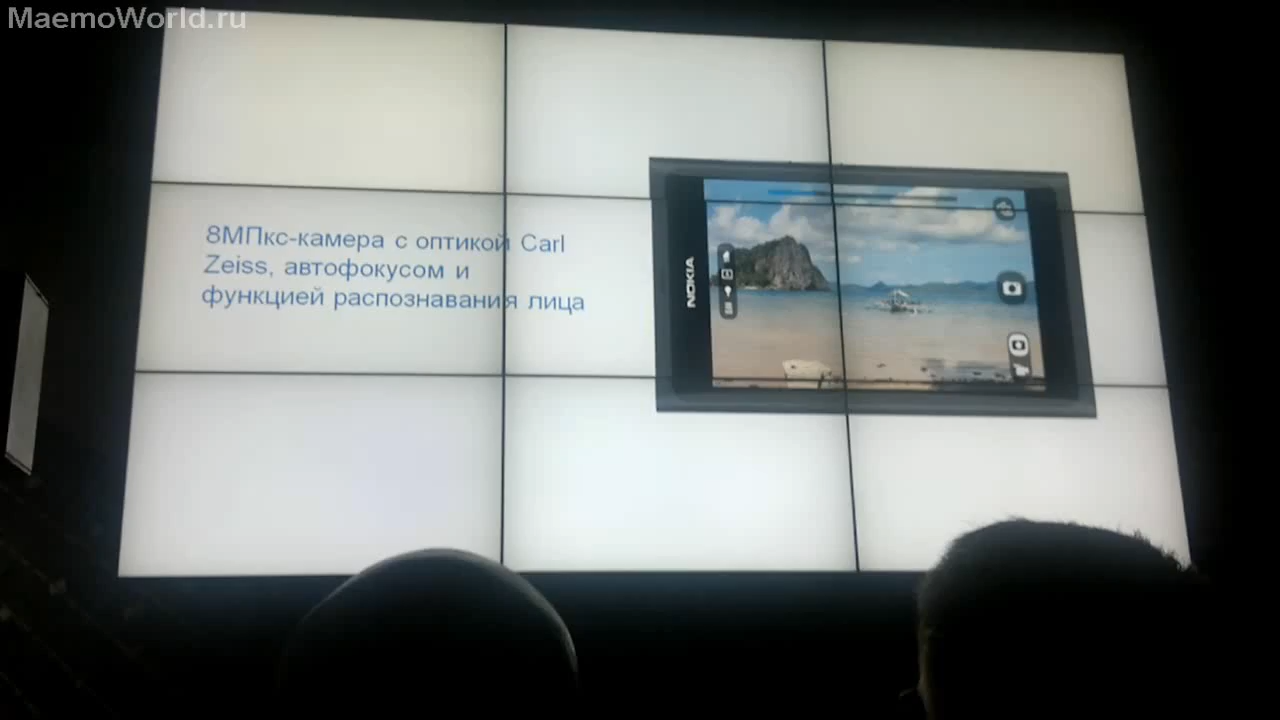 MaemoWorld.ru
8МПкс-камера с оптикой Carl
Zeiss, автофокусом и
функцией распознавания лица
NOKIA